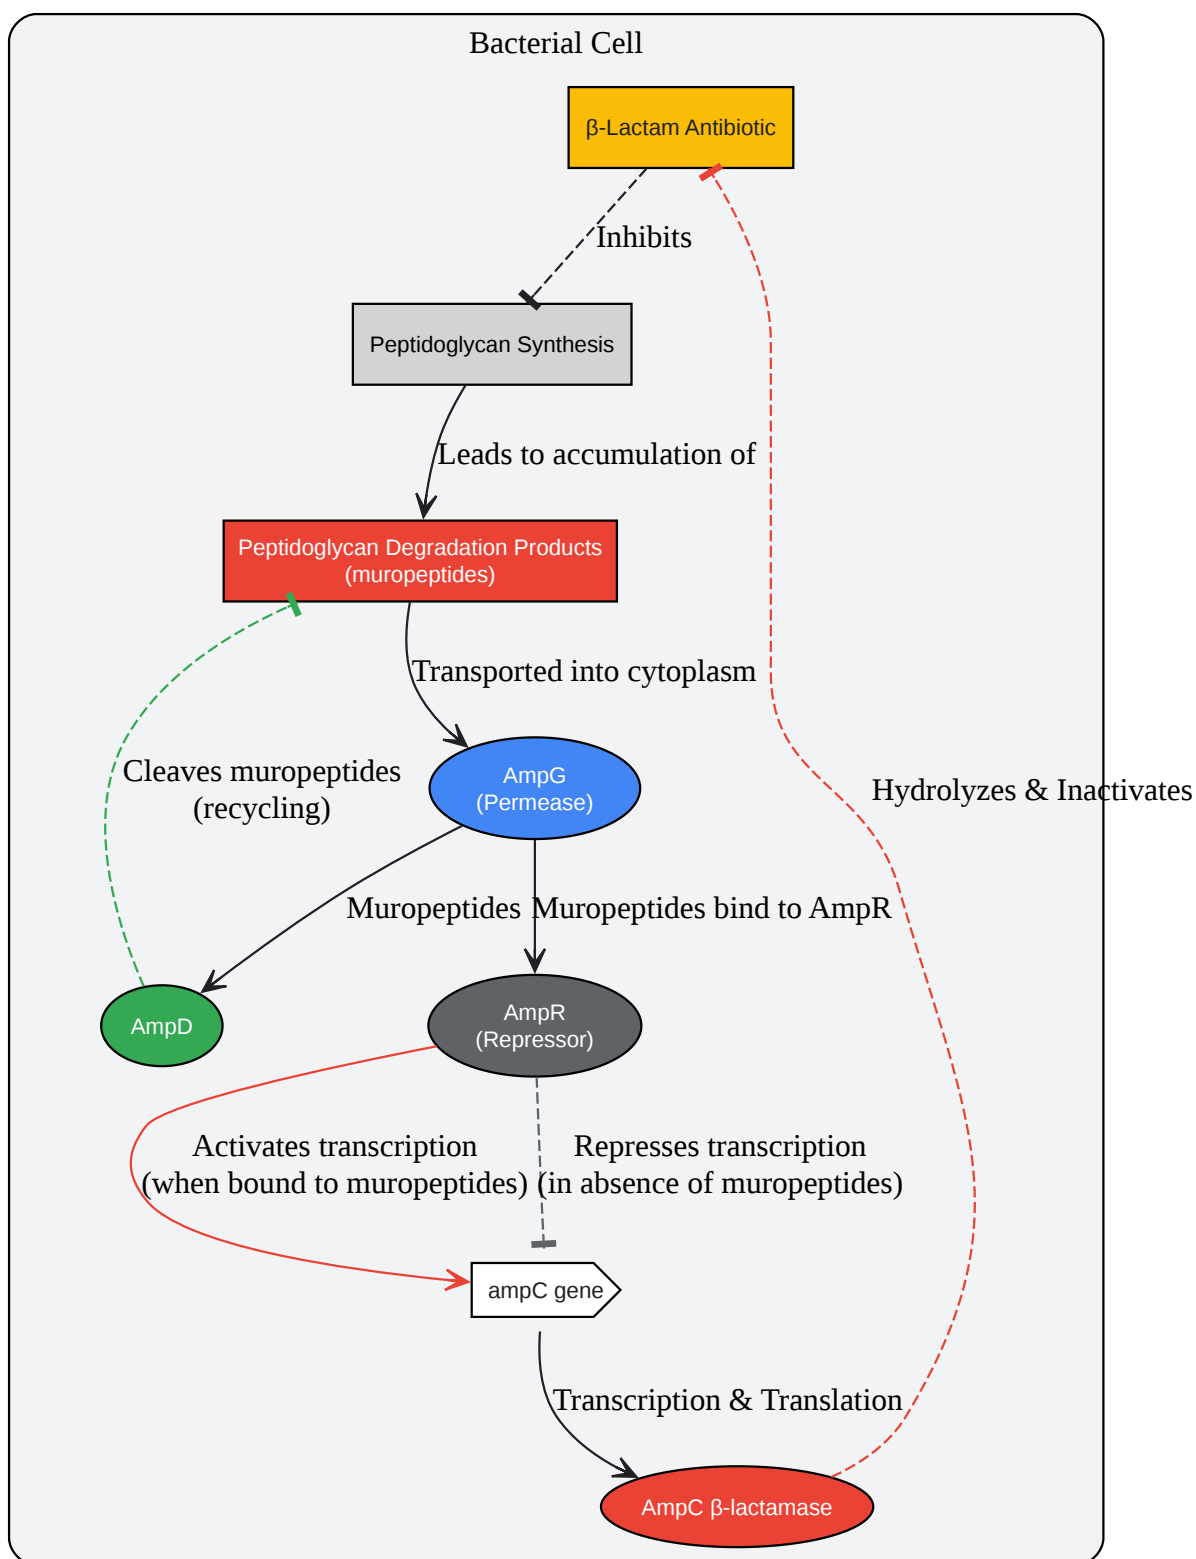 Bacterial Cell
β-Lactam Antibiotic
Inhibits
Peptidoglycan Synthesis
Leads to accumulation of
Peptidoglycan Degradation Products
(muropeptides)
Transported into cytoplasm
AmpG
(Permease)
Cleaves muropeptides
(recycling)
Hydrolyzes & Inactivates
Muropeptides
Muropeptides bind to AmpR
AmpD
AmpR
(Repressor)
Activates transcription
(when bound to muropeptides)
Represses transcription
(in absence of muropeptides)
ampC gene
Transcription & Translation
AmpC β-lactamase